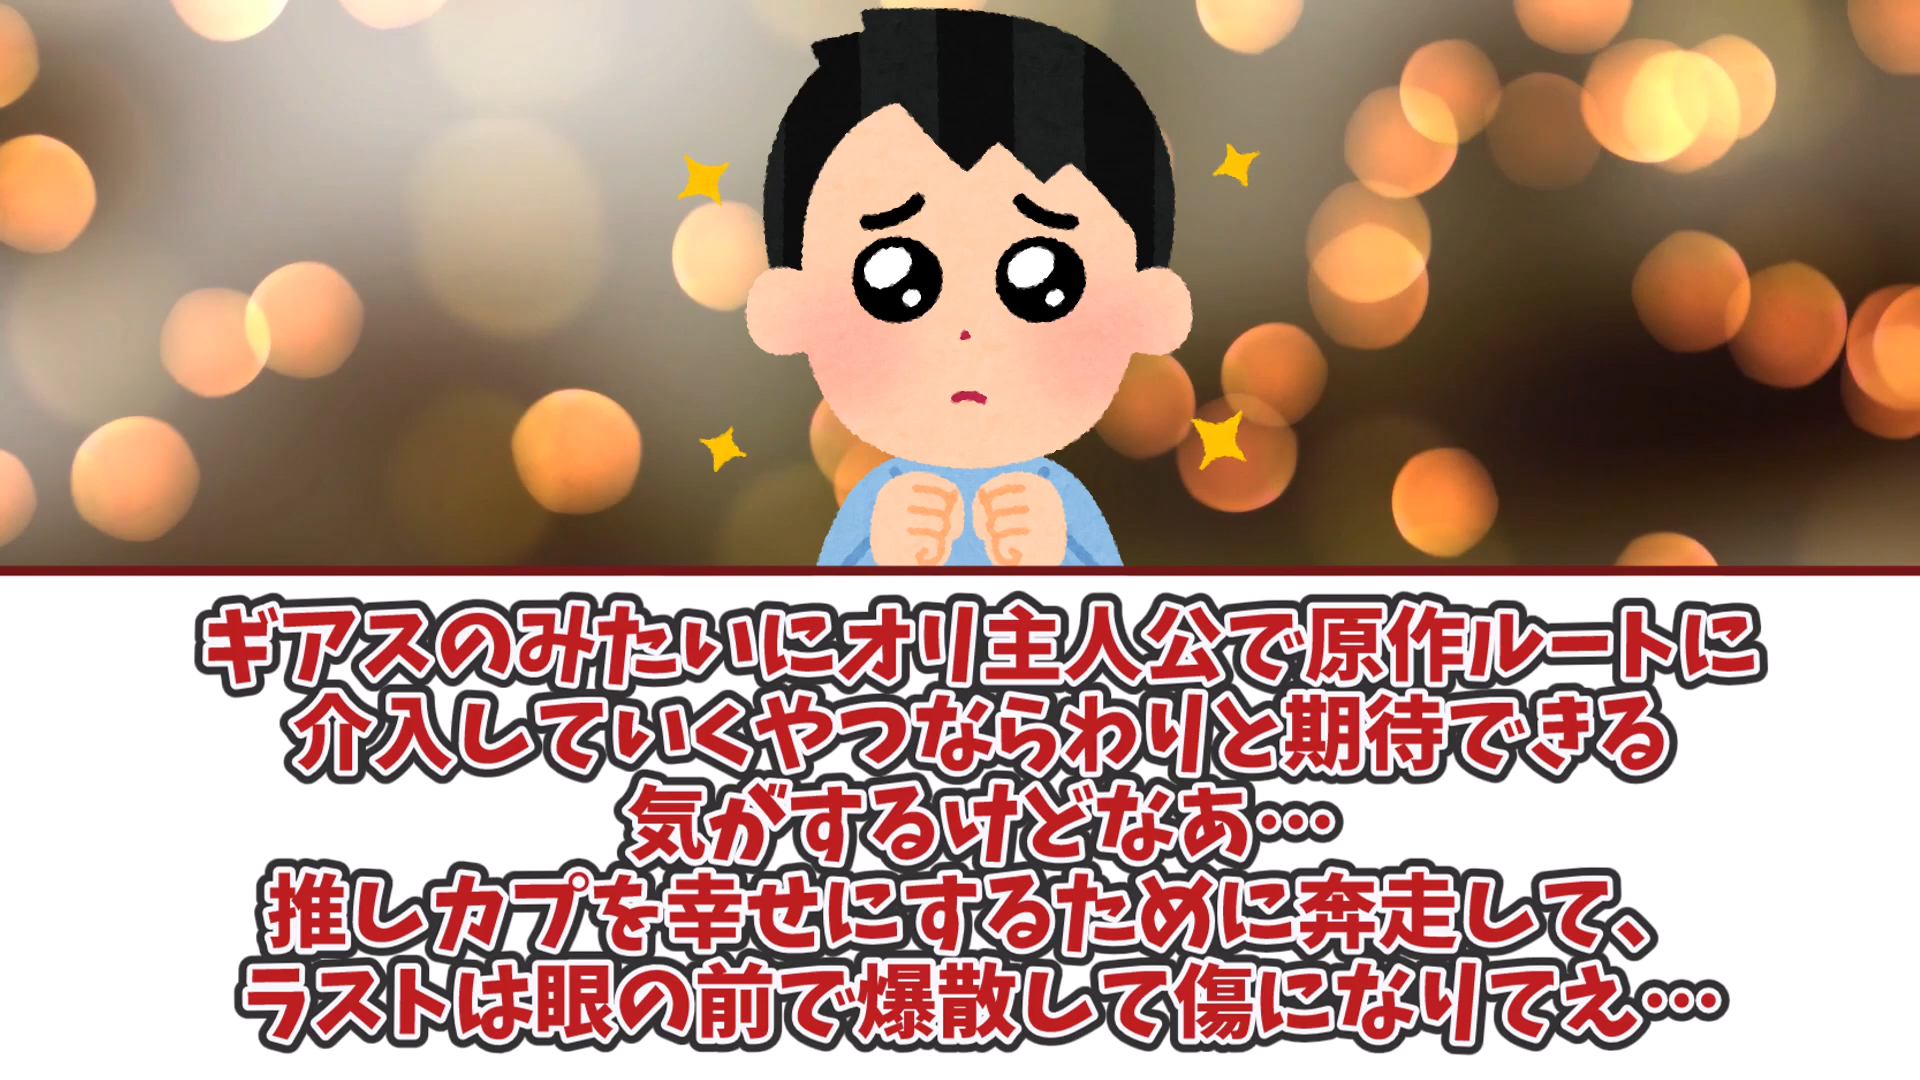 ギアスのみたいにオリ主人公で原作ルートに
介入していくやつならわりと期待できる
気がするけどなあ…
推しカプを幸せにするために奔走して、
ラストは眼の前で爆散して傷になりてえ…